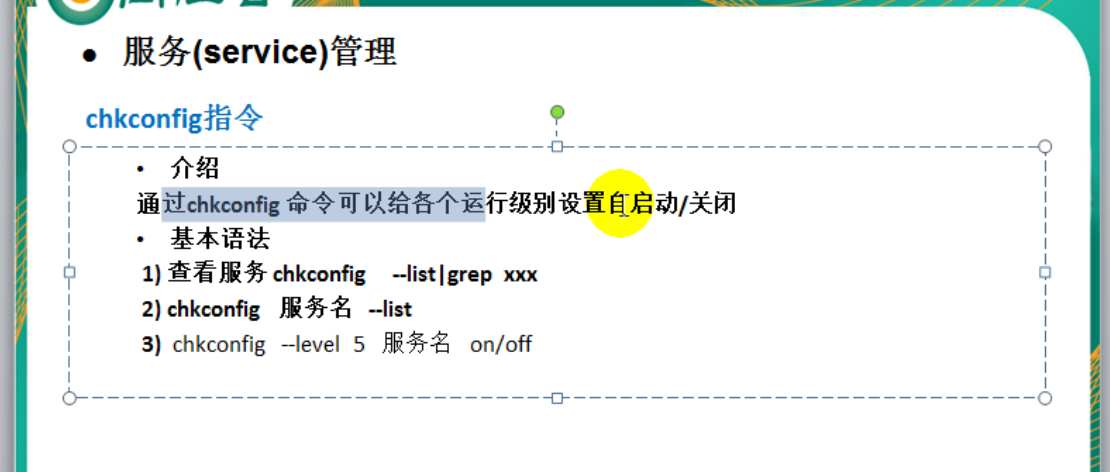 服务(service)管理
chkconfig指令
介绍
通过chkconfig 命令可以给各个运行级别设置自启动/关闭
基本语法
1) 查看服务 chkconfig --list|grep xxx
2) chkconfig 服务名 --list
3) chkconfig --level 5 服务名 on/off